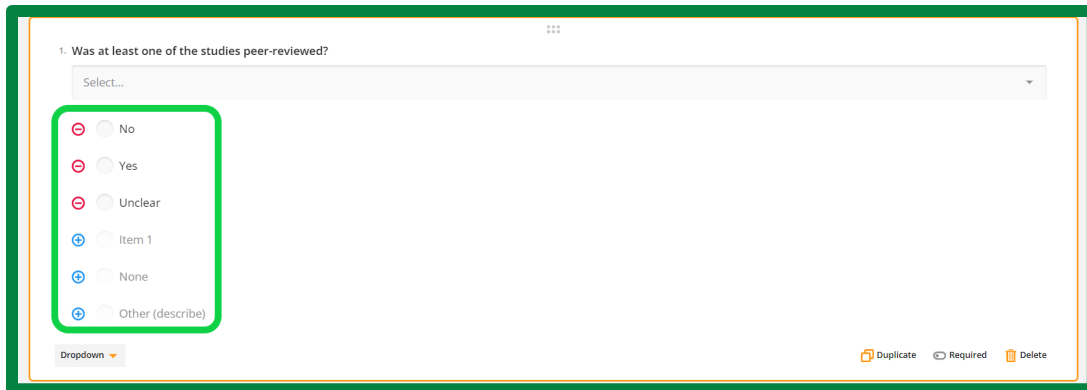 1. Was at least one of the studies peer-reviewed?
Select...
No
Yes
Unclear
Item 1
None
Other (describe)
Dropdown Duplicate Required Delete